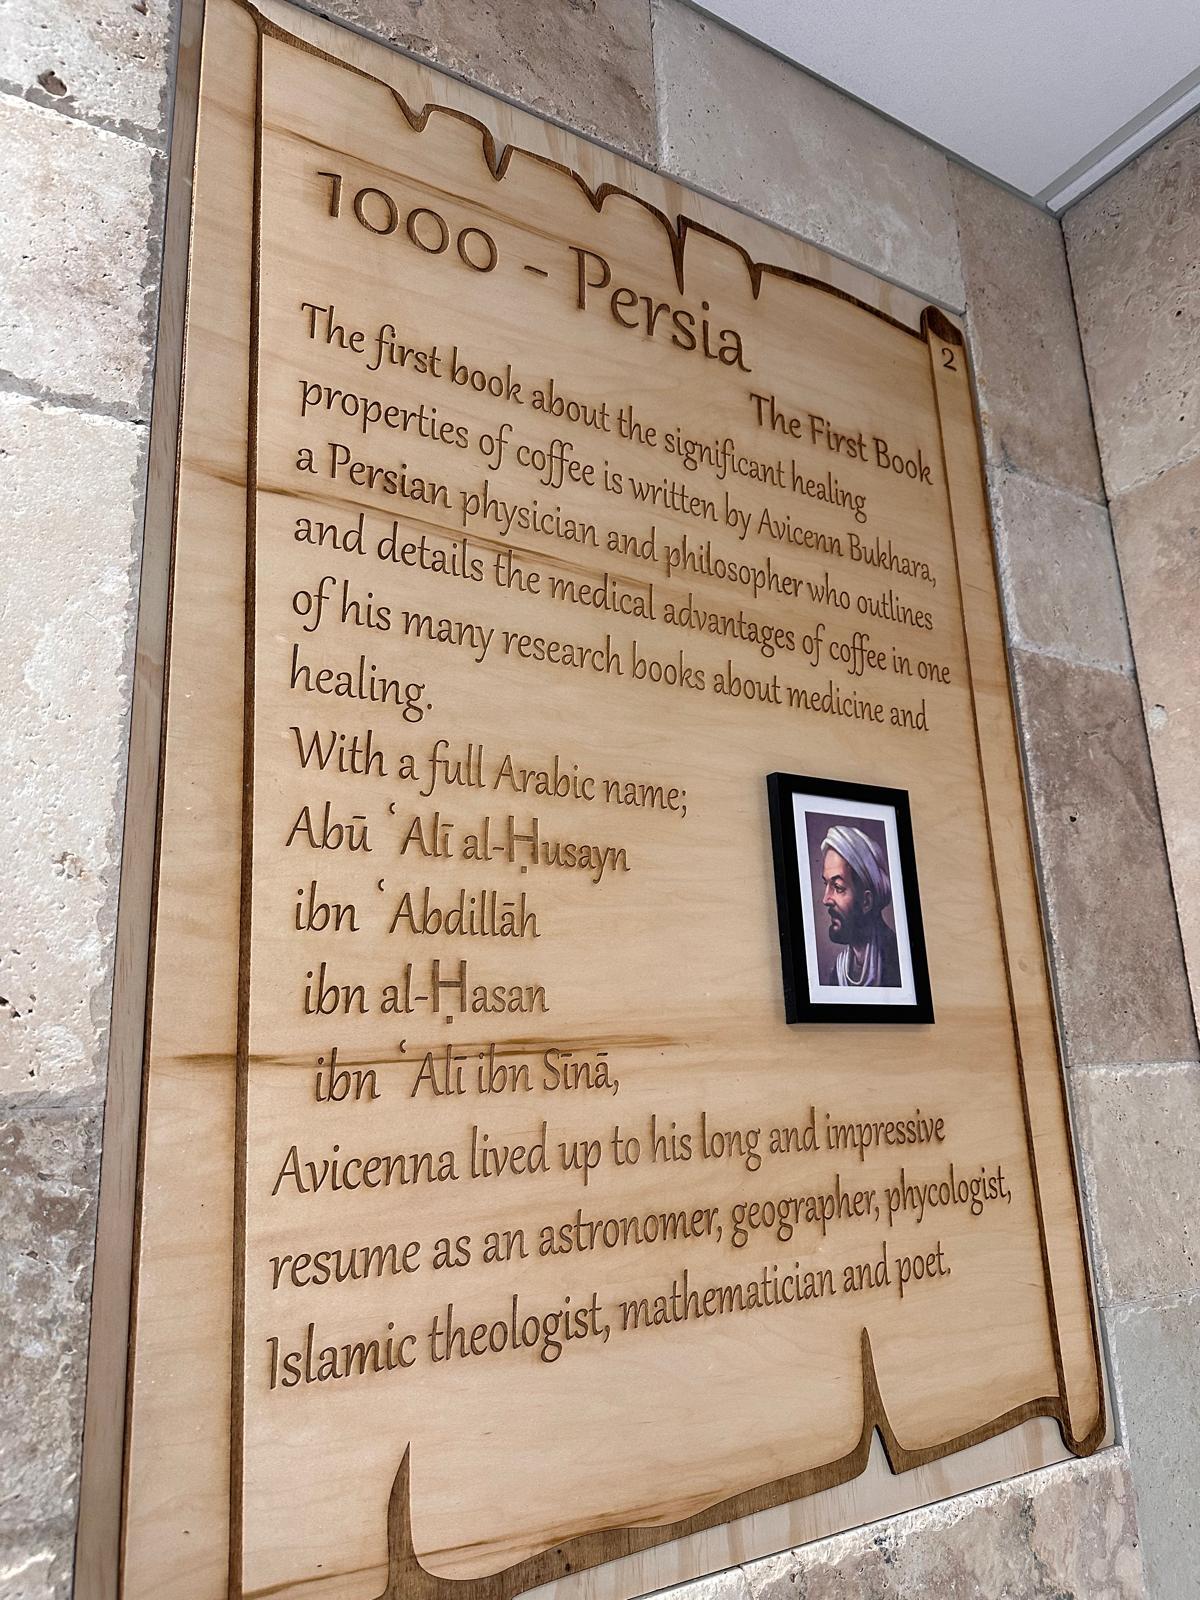 1000 - Persia
2
The First Book
The first book about the significant healing
properties of coffee is written by Avicenn Bukhara,
a Persian physician and philosopher who outlines
and details the medical advantages of coffee in one
of his many research books about medicine and
healing.
With a full Arabic name;
Abū ʿAlī al-Ḥusayn
ibn ʿAbdillāh
ibn al-Ḥasan
ibn ʿAlī ibn Sīnā,
Avicenna lived up to his long and impressive
resume as an astronomer, geographer, phycologist,
Islamic theologist, mathematician and poet.